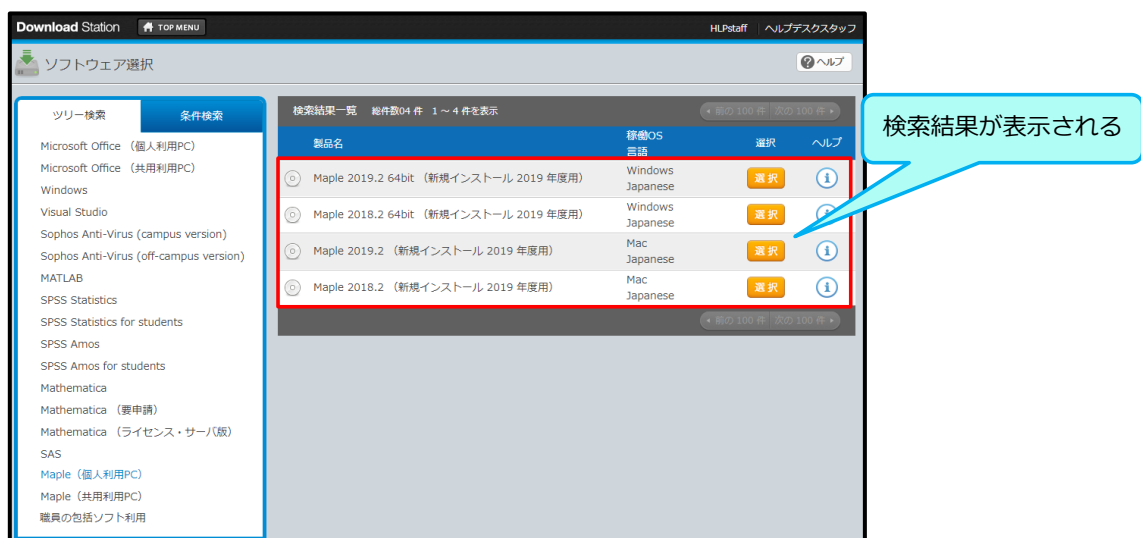 Download Station TOP MENU HLPstaff ヘルプデスクスタッフ
ソフトウェア選択 ヘルプ
ツリー検索 条件検索
Microsoft Office （個人利用PC）
Microsoft Office （共用利用PC）
Windows
Visual Studio
Sophos Anti-Virus (campus version)
Sophos Anti-Virus (off-campus version)
MATLAB
SPSS Statistics
SPSS Statistics for students
SPSS Amos
SPSS Amos for students
Mathematica
Mathematica （要申請）
Mathematica （ライセンス・サーバ版）
SAS
Maple（個人利用PC）
Maple（共用利用PC）
職員の包括ソフト利用
検索結果一覧 総件数04 件 1 ～ 4 件を表示 前の 100 件 次の 100 件
製品名 稼働OS 選択 ヘルプ
言語
Maple 2019.2 64bit （新規インストール 2019 年度用） Windows 選択
Japanese
Maple 2018.2 64bit （新規インストール 2019 年度用） Windows 選択
Japanese
Maple 2019.2 （新規インストール 2019 年度用） Mac 選択
Japanese
Maple 2018.2 （新規インストール 2019 年度用） Mac 選択
Japanese
前の 100 件 次の 100 件
検索結果が表示される